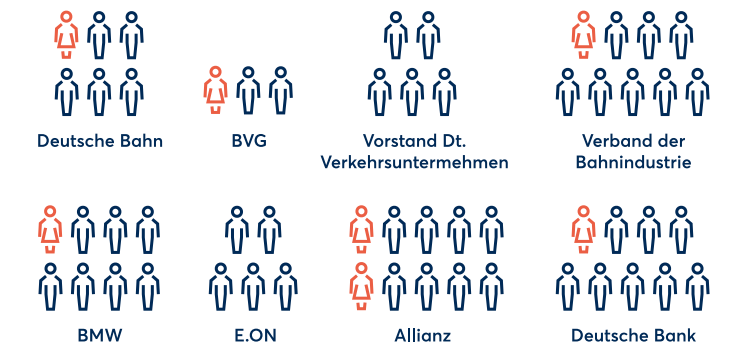 Deutsche Bahn
BVG
Vorstand Dt.
Verkehrsuntermehmen
Verband der
Bahnindustrie
BMW
E.ON
Allianz
Deutsche Bank